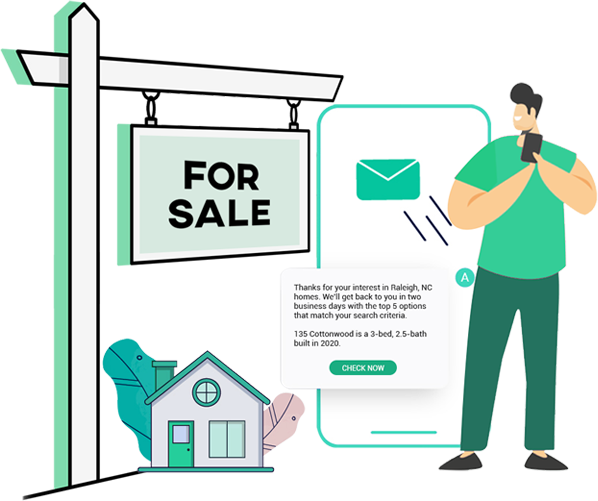 FOR
SALE
A
Thanks for your interest in Raleigh, NC
homes. We'll get back to you in two
business days with the top 5 options
that match your search criteria.
135 Cottonwood is a 3-bed, 2.5-bath
built in 2020.
CHECK NOW